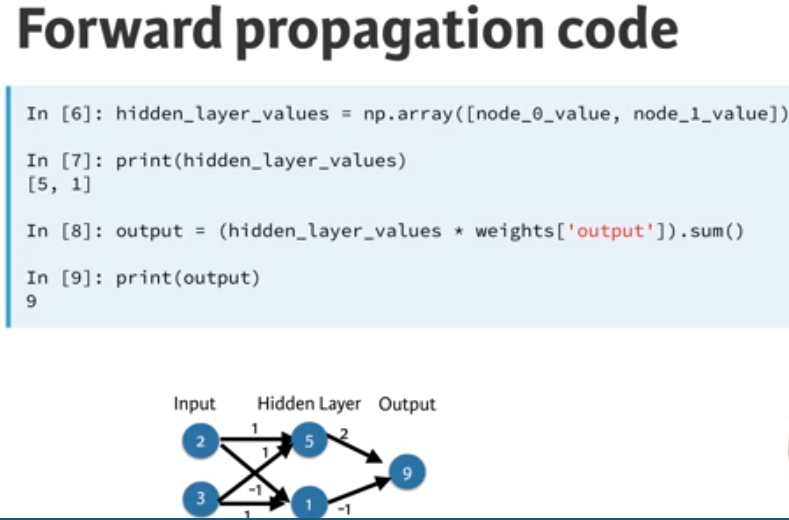 Forward propagation code
In [6]: hidden_layer_values = np.array([node_0_value, node_1_value])
In [7]: print(hidden_layer_values)
[5, 1]
In [8]: output = (hidden_layer_values * weights['output']).sum()
In [9]: print(output)
9
Input Hidden Layer Output
1
2 5 2
1
9
-1
3 1 -1
1